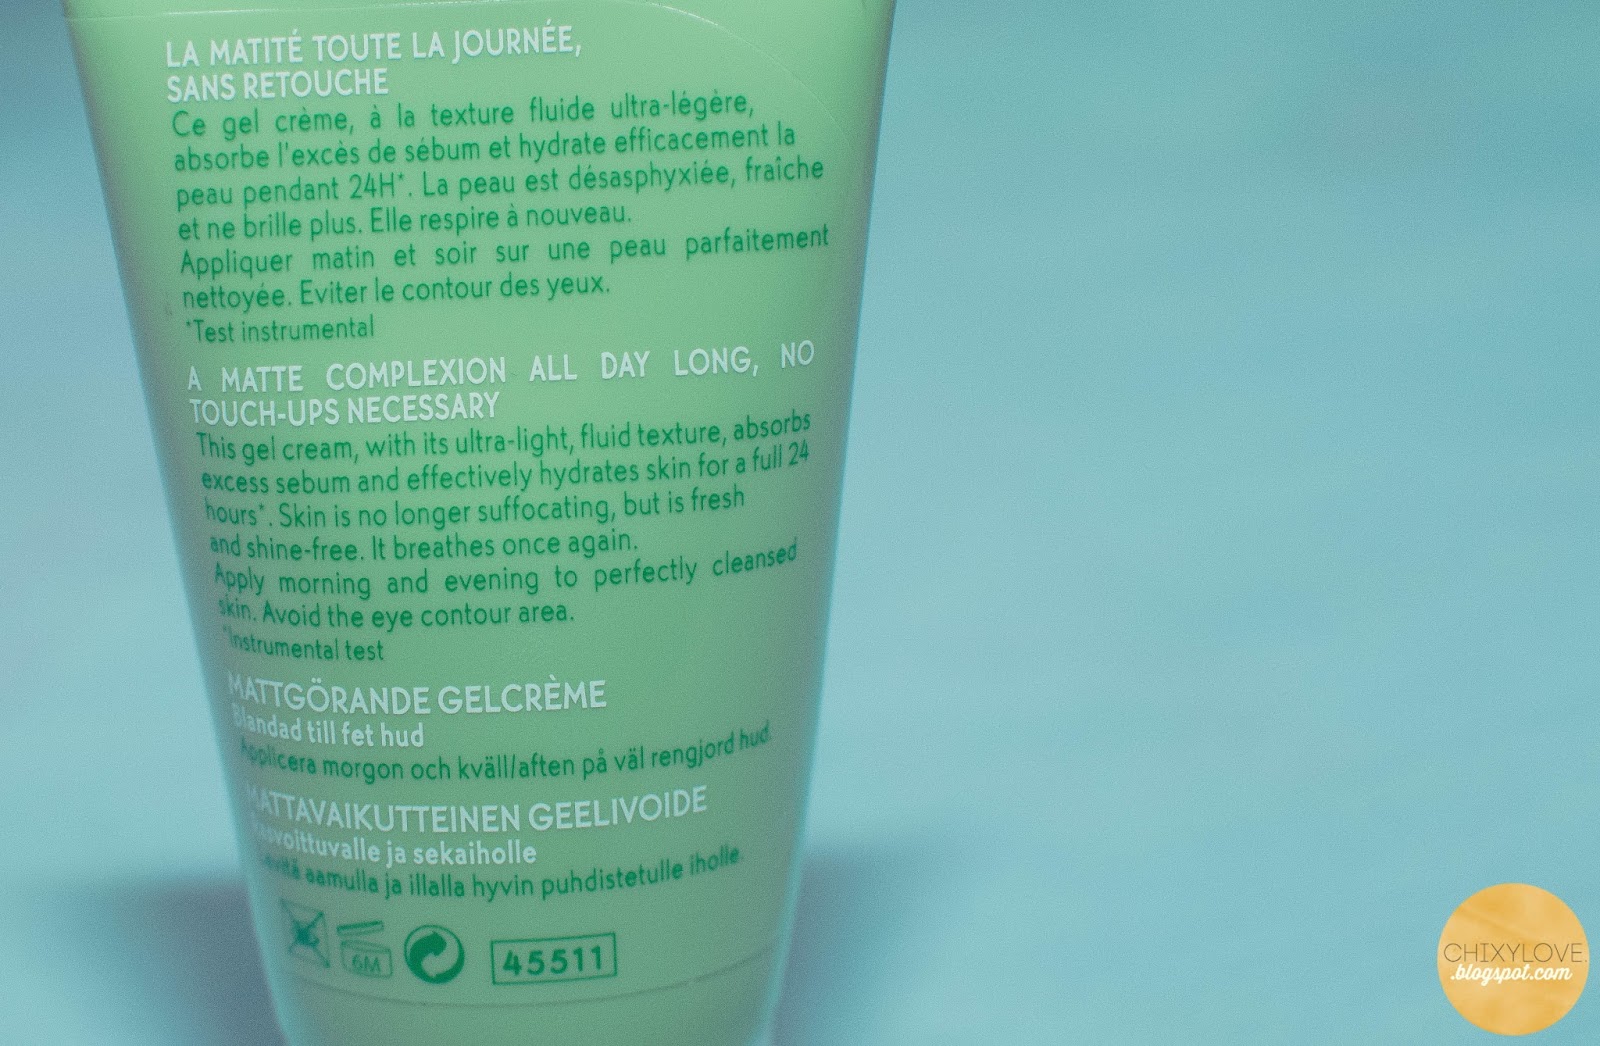 LA MATITÉ TOUTE LA JOURNÉE,
SANS RETOUCHE
Ce gel crème, à la texture fluide ultra-légère,
absorbe l'excès de sébum et hydrate efficacement la
peau pendant 24H*. La peau est désasphyxiée, fraîche
et ne brille plus. Elle respire à nouveau.
Appliquer matin et soir sur une peau parfaitement
nettoyée. Eviter le contour des yeux.
*Test instrumental
A MATTE COMPLEXION ALL DAY LONG, NO
TOUCH-UPS NECESSARY
This gel cream, with its ultra-light, fluid texture, absorbs
excess sebum and effectively hydrates skin for a full 24
hours*. Skin is no longer suffocating, but is fresh
and shine-free. It breathes once again.
Apply morning and evening to perfectly cleansed
skin. Avoid the eye contour area.
*Instrumental test
MATTGÖRANDE GELCRÈME
Blandad till fet hud
Applicera morgon och kväll/aften på väl rengjord hud.
MATTAVAIKUTTEINEN GEELIVOIDE
Rasvoittuvalle ja sekaiholle
Levitä aamulla ja illalla hyvin puhdistetulle iholle.
6M
45511
CHIXYLOVE.
.blogspot.com